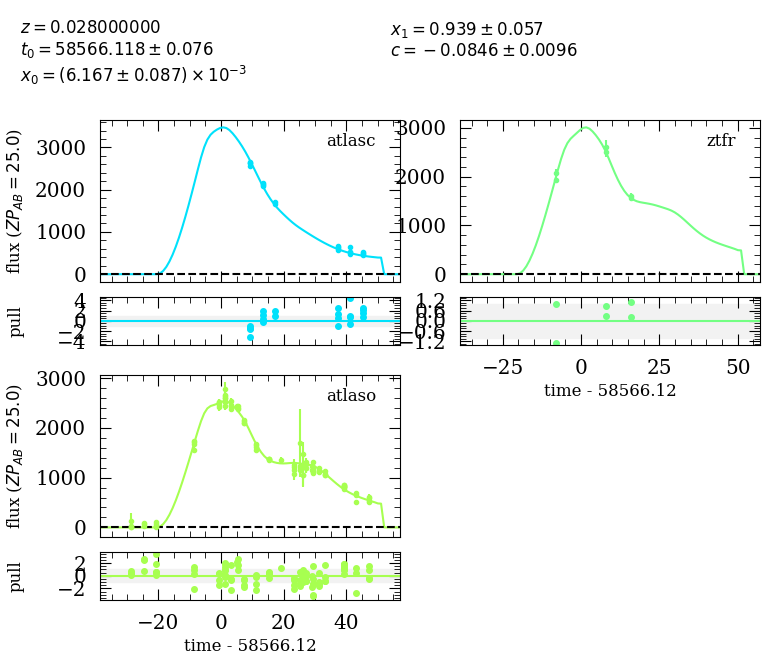 z = 0.028000000
t₀ = 58566.118 ± 0.076
x₀ = (6.167 ± 0.087) × 10⁻³
x₁ = 0.939 ± 0.057
c = −0.0846 ± 0.0096
flux (ZP_AB = 25.0)
3000
2000
1000
0
atlasc
3000
2000
1000
0
ztfr
pull
4
2
0
−2
−4
1.2
0.6
0.0
−0.6
−1.2
−25 0 25 50
time - 58566.12
flux (ZP_AB = 25.0)
3000
2000
1000
0
atlaso
pull
2
0
−2
−20 0 20 40
time - 58566.12